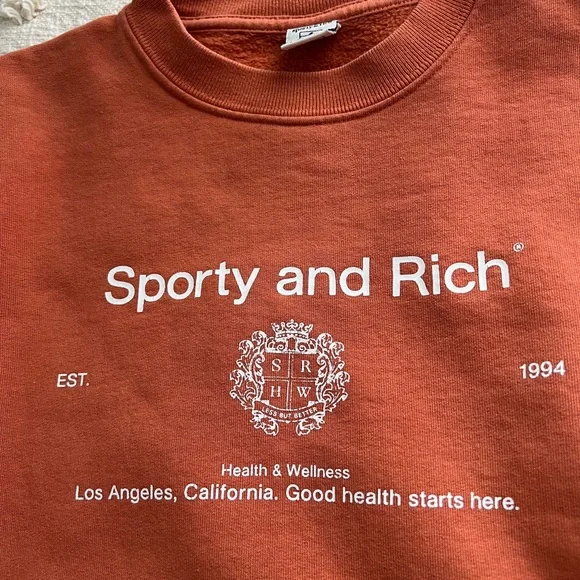 Sporty and Rich®
EST.
1994
S R
H W
LESS BUT BETTER
Health & Wellness
Los Angeles, California. Good health starts here.